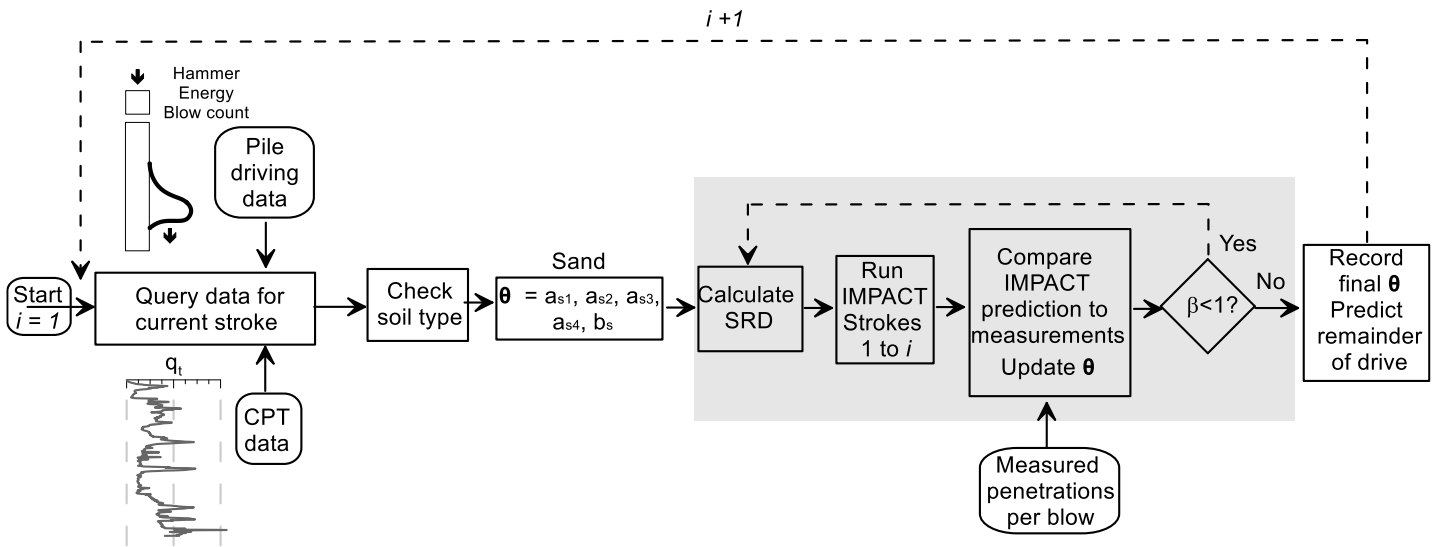 i +1
Hammer
Energy
Blow count
Pile
driving
data
Start
i = 1
Query data for
current stroke
qt
CPT
data
Check
soil type
Sand
θ = as1, as2, as3,
as4, bs
Calculate
SRD
Run
IMPACT
Strokes
1 to i
Compare
IMPACT
prediction to
measurements
Update θ
Measured
penetrations
per blow
β<1?
Yes
No
Record
final θ
Predict
remainder
of drive